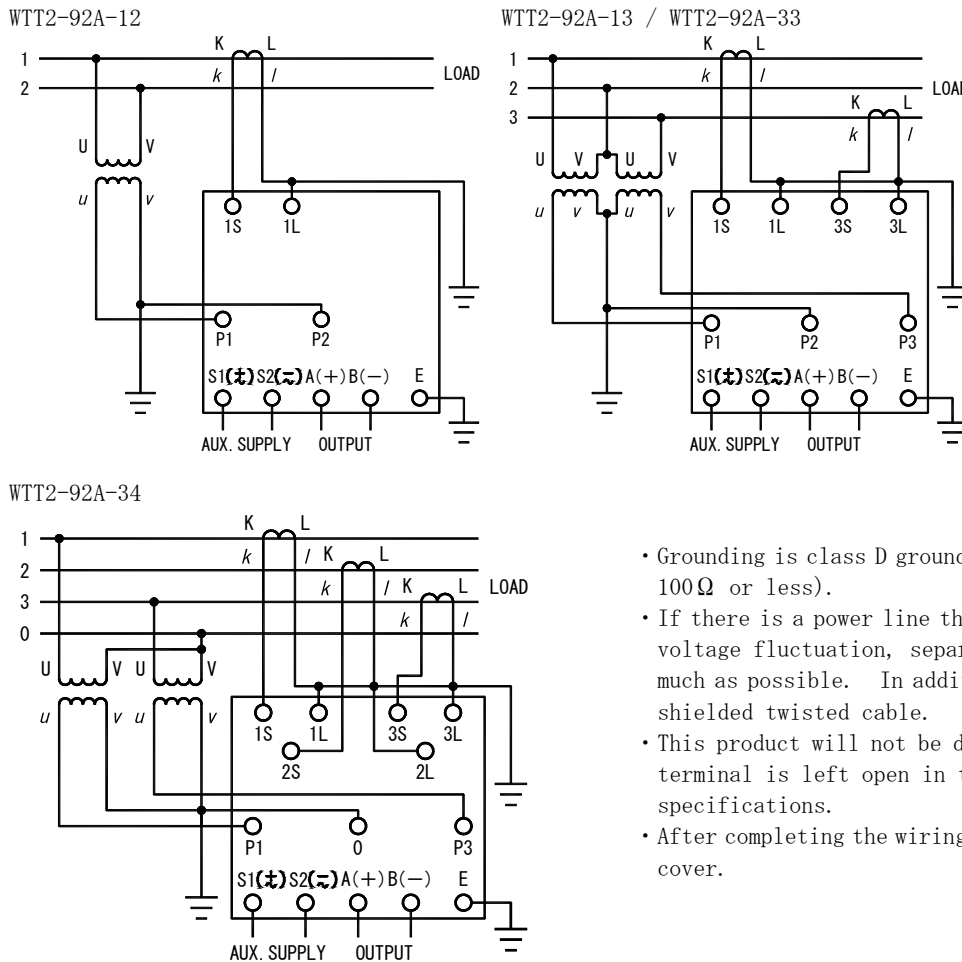 WTT2-92A-12
K L
1
k l
LOAD
2
U V
u v
1S 1L
P1 P2
S1(±) S2(≂) A(+) B(−) E
AUX. SUPPLY OUTPUT
WTT2-92A-13 / WTT2-92A-33
K L
1
k l
2
K L
3
k l
U V U V
u v u v
1S 1L 3S 3L
P1 P2 P3
S1(±) S2(≂) A(+) B(−) E
AUX. SUPPLY OUTPUT
WTT2-92A-34
K L
1
k l K L
2
k l K L LOAD
3
k l
0
U V U V
u v u v
1S 1L 3S 3L
2S 2L
P1 0 P3
S1(±) S2(≂) A(+) B(−) E
AUX. SUPPLY OUTPUT
・Grounding is class D
100Ω or less).
・If there is a power line
voltage fluctuation,
much as possible. In
shielded twisted cable.
・This product will not be
terminal is left open in
specifications.
・After completing the wiring
cover.